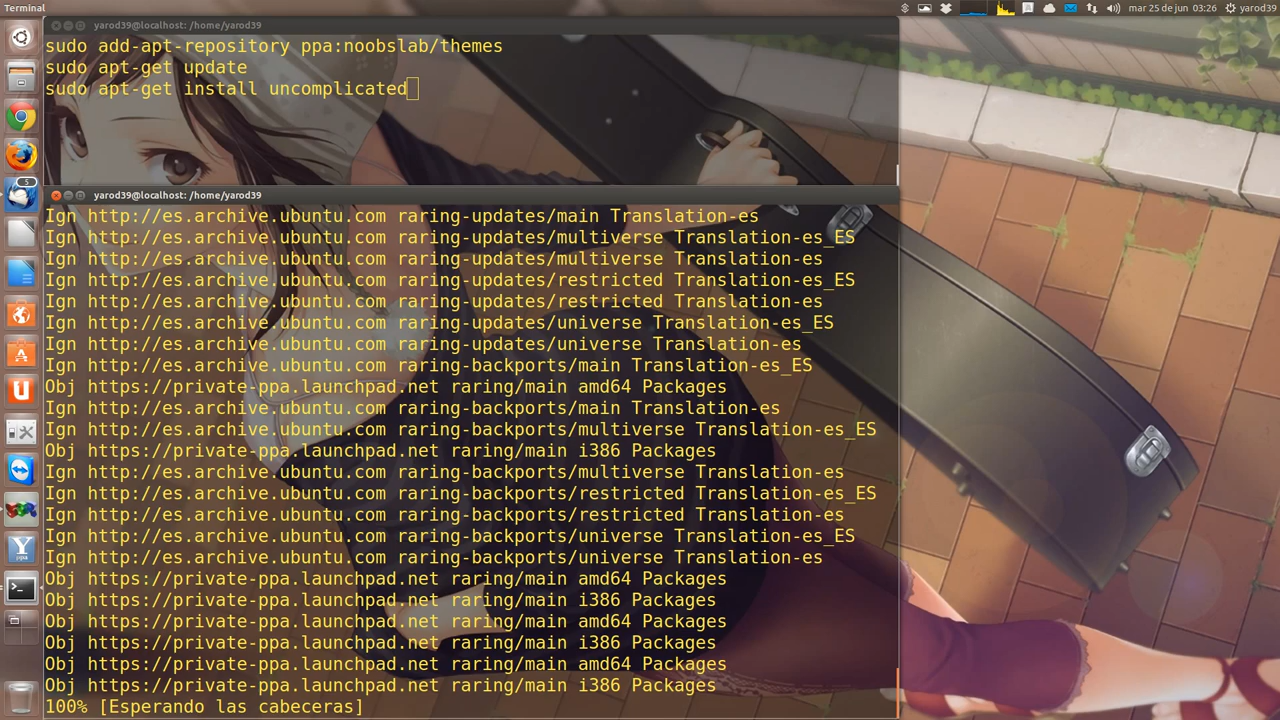 Terminal
mar 25 de jun 03:26 yarod39
yarod39@localhost: /home/yarod39
sudo add-apt-repository ppa:noobslab/themes
sudo apt-get update
sudo apt-get install uncomplicated
yarod39@localhost: /home/yarod39
Ign http://es.archive.ubuntu.com raring-updates/main Translation-es
Ign http://es.archive.ubuntu.com raring-updates/multiverse Translation-es_ES
Ign http://es.archive.ubuntu.com raring-updates/multiverse Translation-es
Ign http://es.archive.ubuntu.com raring-updates/restricted Translation-es_ES
Ign http://es.archive.ubuntu.com raring-updates/restricted Translation-es
Ign http://es.archive.ubuntu.com raring-updates/universe Translation-es_ES
Ign http://es.archive.ubuntu.com raring-updates/universe Translation-es
Ign http://es.archive.ubuntu.com raring-backports/main Translation-es_ES
Obj https://private-ppa.launchpad.net raring/main amd64 Packages
Ign http://es.archive.ubuntu.com raring-backports/main Translation-es
Ign http://es.archive.ubuntu.com raring-backports/multiverse Translation-es_ES
Obj https://private-ppa.launchpad.net raring/main i386 Packages
Ign http://es.archive.ubuntu.com raring-backports/multiverse Translation-es
Ign http://es.archive.ubuntu.com raring-backports/restricted Translation-es_ES
Ign http://es.archive.ubuntu.com raring-backports/restricted Translation-es
Ign http://es.archive.ubuntu.com raring-backports/universe Translation-es_ES
Ign http://es.archive.ubuntu.com raring-backports/universe Translation-es
Obj https://private-ppa.launchpad.net raring/main amd64 Packages
Obj https://private-ppa.launchpad.net raring/main i386 Packages
Obj https://private-ppa.launchpad.net raring/main amd64 Packages
Obj https://private-ppa.launchpad.net raring/main i386 Packages
Obj https://private-ppa.launchpad.net raring/main amd64 Packages
Obj https://private-ppa.launchpad.net raring/main i386 Packages
100% [Esperando las cabeceras]